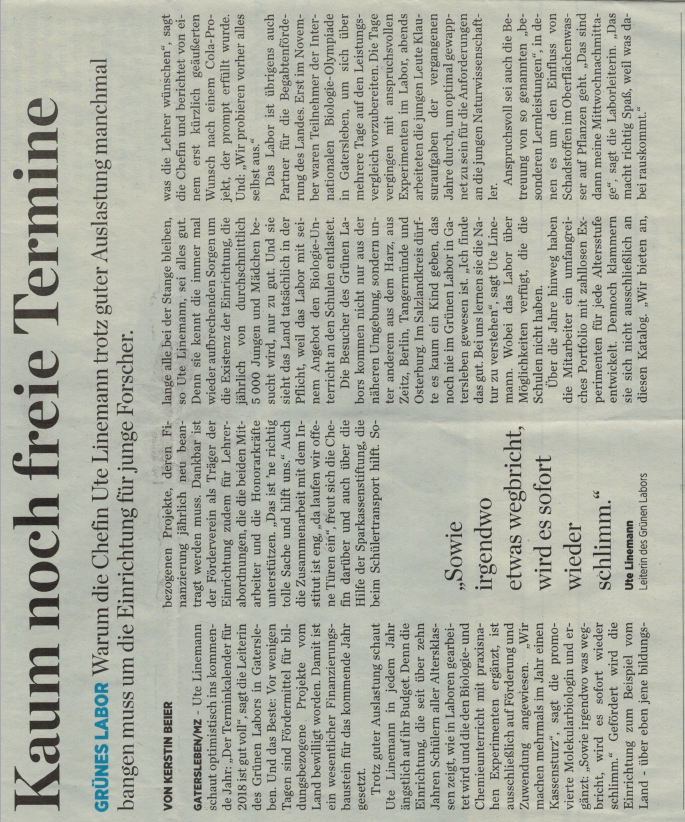 Kaum noch freie Termine
GRÜNES LABOR Warum die Chefin Ute Linemann trotz guter Auslastung manchmal
bangen muss um die Einrichtung für junge Forscher.
VON KERSTIN BEIER
GATERSLEBEN/MZ - Ute Linemann
schaut optimistisch ins kommen-
de Jahr: „Der Terminkalender für
2018 ist gut voll“, sagt die Leiterin
des Grünen Labors in Gatersle-
ben. Und das Beste: Vor wenigen
Tagen sind Fördermittel für bil-
dungsbezogene Projekte vom
Land bewilligt worden. Damit ist
ein wesentlicher Finanzierungs-
baustein für das kommende Jahr
gesetzt.
Trotz guter Auslastung schaut
Ute Linemann in jedem Jahr
ängstlich auf ihr Budget. Denn die
Einrichtung, die seit über zehn
Jahren Schülern aller Altersklas-
sen zeigt, wie in Laboren gearbei-
tet wird und die den Biologie- und
Chemieunterricht mit praxisna-
hen Experimenten ergänzt, ist
ausschließlich auf Förderung und
Zuwendung angewiesen. „Wir
machen mehrmals im Jahr einen
Kassensturz“, sagt die promo-
vierte Molekularbiologin und er-
gänzt: „Sowie irgendwo was weg-
bricht, wird es sofort wieder
schlimm.“ Gefördert wird die
Einrichtung zum Beispiel vom
Land - über eben jene bildungs-
bezogenen Projekte, deren Fi-
nanzierung jährlich neu bean-
tragt werden muss. Dankbar ist
der Förderverein als Träger der
Einrichtung zudem für Lehrer-
abordnungen, die die beiden Mit-
arbeiter und die Honorarkräfte
unterstützen. „Das ist 'ne richtig
tolle Sache und hilft uns.“ Auch
die Zusammenarbeit mit dem In-
stitut ist eng, „da laufen wir offe-
ne Türen ein“, freut sich die Che-
fin darüber und auch über die
Hilfe der Sparkassenstiftung, die
beim Schülertransport hilft. So-
„Sowie
irgendwo
etwas wegbricht,
wird es sofort
wieder
schlimm.“
Ute Linemann
Leiterin des Grünen Labors
lange alle bei der Stange bleiben,
so Ute Linemann, sei alles gut.
Denn sie kennt die immer mal
wieder aufbrechenden Sorgen um
die Existenz der Einrichtung, die
jährlich von durchschnittlich
5 000 Jungen und Mädchen be-
sucht wird, nur zu gut. Und sie
sieht das Land tatsächlich in der
Pflicht, weil das Labor mit sei-
nem Angebot den Biologie-Un-
terricht an den Schulen entlastet.
Die Besucher des Grünen La-
bors kommen nicht nur aus der
näheren Umgebung, sondern un-
ter anderem aus dem Harz, aus
Zeitz, Berlin, Tangermünde und
Osterburg. Im Salzlandkreis dürf-
te es kaum ein Kind geben, das
noch nie im Grünen Labor in Ga-
tersleben gewesen ist. „Ich finde
das gut. Bei uns lernen sie die Na-
tur zu verstehen“, sagt Ute Line-
mann. Wobei das Labor über
Möglichkeiten verfügt, die die
Schulen nicht haben.
Über die Jahre hinweg haben
die Mitarbeiter ein umfangrei-
ches Portfolio mit zahllosen Ex-
perimenten für jede Altersstufe
entwickelt. Dennoch klammern
sie sich nicht ausschließlich an
diesen Katalog. „Wir bieten an,
was die Lehrer wünschen“, sagt
die Chefin und berichtet von ei-
nem erst kürzlich geäußerten
Wunsch nach einem Cola-Pro-
jekt, der prompt erfüllt wurde.
Und: „Wir probieren vorher alles
selbst aus.“
Das Labor ist übrigens auch
Partner für die Begabtenförde-
rung des Landes. Erst im Novem-
ber waren Teilnehmer der Inter-
nationalen Biologie-Olympiade
in Gatersleben, um sich über
mehrere Tage auf den Leistungs-
vergleich vorzubereiten. Die Tage
vergingen mit anspruchsvollen
Experimenten im Labor, abends
arbeiteten die jungen Leute Klau-
suraufgaben der vergangenen
Jahre durch, um optimal gewapp-
net zu sein für die Anforderungen
an die jungen Naturwissenschaft-
ler.
Anspruchsvoll sei auch die Be-
treuung von so genannten „be-
sonderen Lernleistungen“, in de-
nen es um den Einfluss von
Schadstoffen im Oberflächenwas-
ser auf Pflanzen geht. „Das sind
dann meine Mittwochnachmitta-
ge“, sagt die Laborleiterin. „Das
macht richtig Spaß, weil was da-
bei rauskommt.“